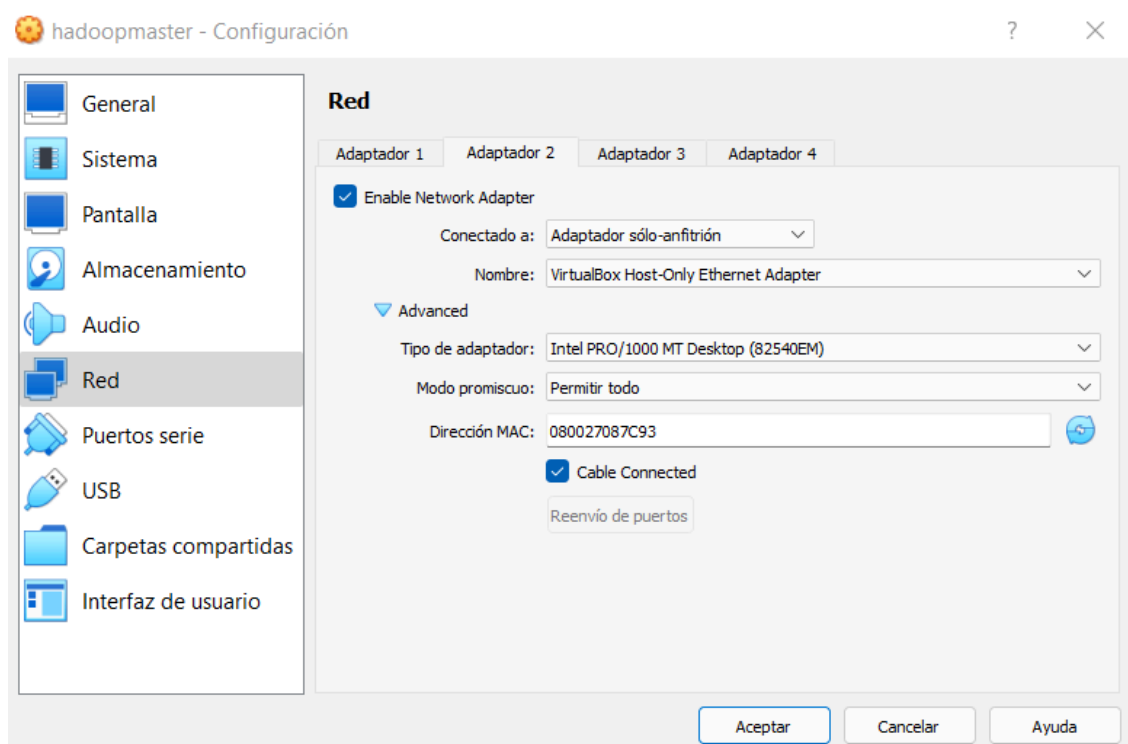 hadoopmaster - Configuración ?
General
Sistema
Pantalla
Almacenamiento
Audio
Red
Puertos serie
USB
Carpetas compartidas
Interfaz de usuario
Red
Adaptador 1 Adaptador 2 Adaptador 3 Adaptador 4
Enable Network Adapter
Conectado a: Adaptador sólo-anfitrión
Nombre: VirtualBox Host-Only Ethernet Adapter
Advanced
Tipo de adaptador: Intel PRO/1000 MT Desktop (82540EM)
Modo promiscuo: Permitir todo
Dirección MAC: 080027087C93
Cable Connected
Reenvío de puertos
Aceptar Cancelar Ayuda